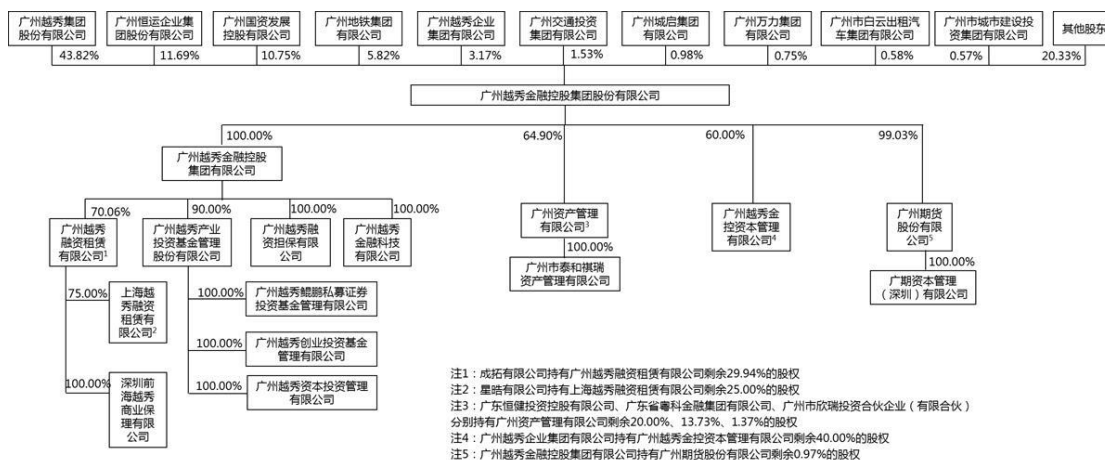 广州越秀集团
股份有限公司
广州恒运企业集
团股份有限公司
广州国资发展
控股有限公司
广州地铁集团
有限公司
广州越秀企业
集团有限公司
广州交通投资
集团有限公司
广州城启集团
有限公司
广州万力集团
有限公司
广州市白云出租汽
车集团有限公司
广州市城市建设投
资集团有限公司
其他股东
43.82%
11.69%
10.75%
5.82%
3.17%
1.53%
0.98%
0.75%
0.58%
0.57%
20.33%
广州越秀金融控股集团股份有限公司
100.00%
64.90%
60.00%
99.03%
广州越秀金融控股
集团有限公司
70.06%
90.00%
100.00%
100.00%
广州越秀
融资租赁
有限公司1
广州越秀产业
投资基金管理
股份有限公司
广州越秀融
资担保有限
公司
广州越秀
金融科技
有限公司
广州资产管理
有限公司3
广州越秀金
控资本管理
有限公司4
广州期货
股份有限
公司5
100.00%
100.00%
广州市泰和祺瑞
资产管理有限公司
广期资本管理
（深圳）有限公司
75.00%
上海越
秀融资
租赁有
限公司2
100.00%
深圳前
海越秀
商业保
理有限
公司
100.00%
广州越秀鲲鹏私募证券
投资基金管理有限公司
100.00%
广州越秀创业投资基金
管理有限公司
100.00%
广州越秀资本投资管理
有限公司
注1：成拓有限公司持有广州越秀融资租赁有限公司剩余29.94%的股权
注2：星皓有限公司持有上海越秀融资租赁有限公司剩余25.00%的股权
注3：广东恒健投资控股有限公司、广东省粤科金融集团有限公司、广州市欣瑞投资合伙企业（有限合伙）
分别持有广州资产管理有限公司剩余20.00%、13.73%、1.37%的股权
注4：广州越秀企业集团有限公司持有广州越秀金控资本管理有限公司剩余40.00%的股权
注5：广州越秀金融控股集团有限公司持有广州期货股份有限公司剩余0.97%的股权